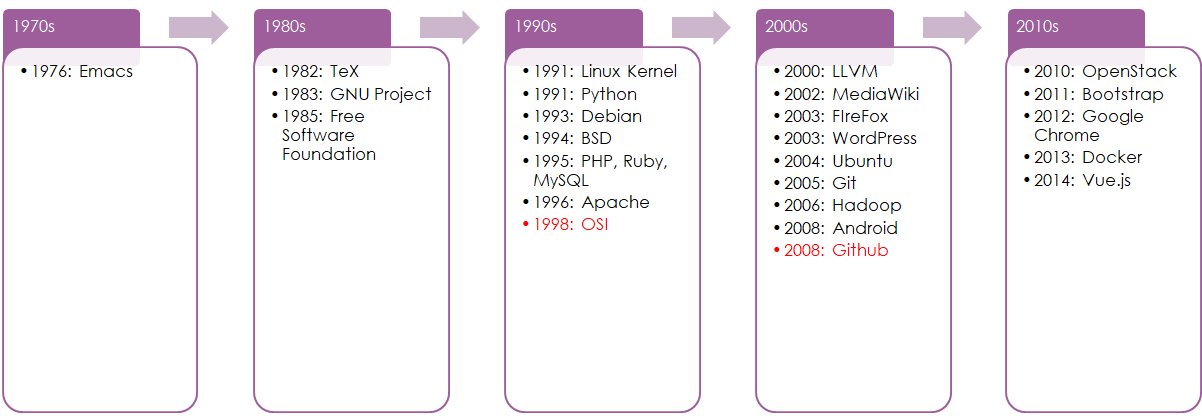 1970s
• 1976: Emacs
1980s
• 1982: TeX
• 1983: GNU Project
• 1985: Free
Software
Foundation
1990s
• 1991: Linux Kernel
• 1991: Python
• 1993: Debian
• 1994: BSD
• 1995: PHP, Ruby,
MySQL
• 1996: Apache
• 1998: OSI
2000s
• 2000: LLVM
• 2002: MediaWiki
• 2003: FIreFox
• 2003: WordPress
• 2004: Ubuntu
• 2005: Git
• 2006: Hadoop
• 2008: Android
• 2008: Github
2010s
• 2010: OpenStack
• 2011: Bootstrap
• 2012: Google
Chrome
• 2013: Docker
• 2014: Vue.js